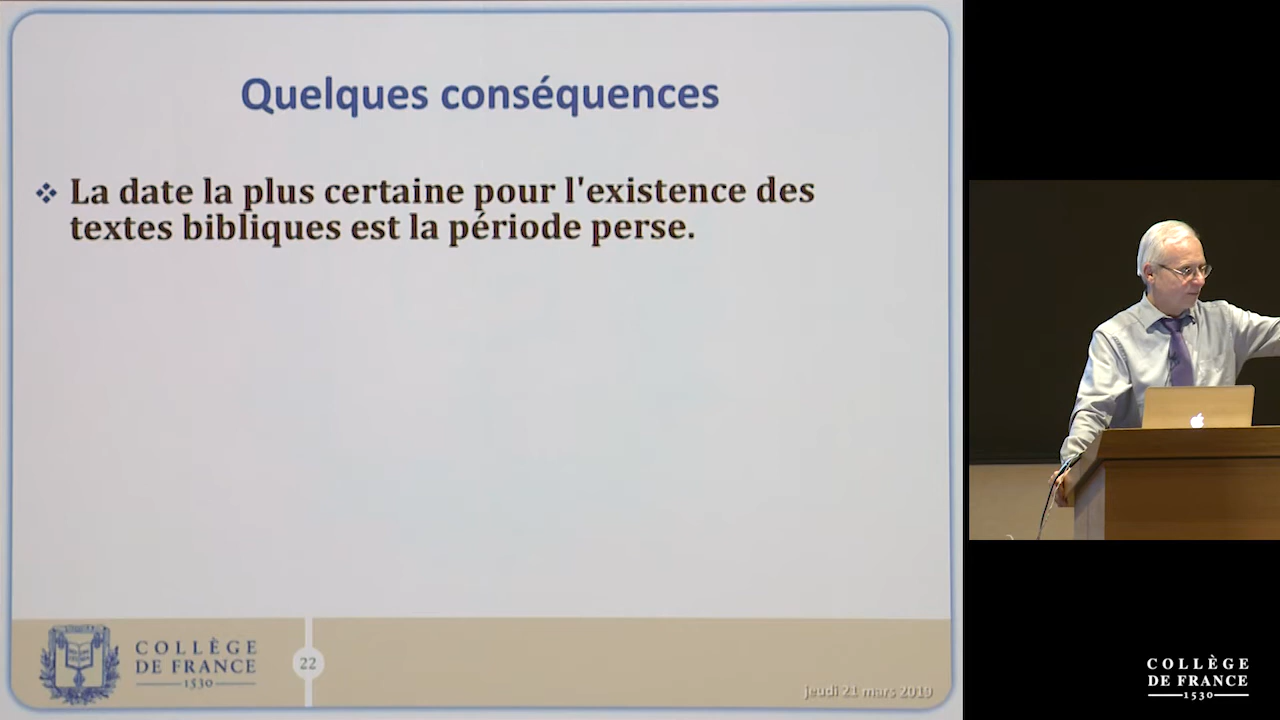 Quelques conséquences
❖ La date la plus certaine pour l'existence des
textes bibliques est la période perse.
COLLÈGE
DE FRANCE
1530
22
jeudi 21 mars 2019
COLLÈGE
DE FRANCE
1530